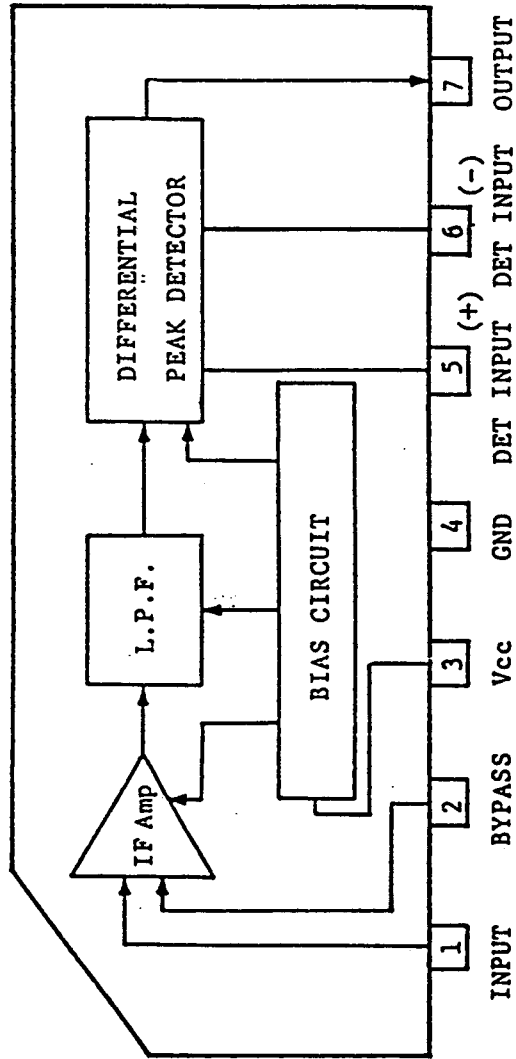 IF Amp
L.P.F.
DIFFERENTIAL
PEAK DETECTOR
BIAS CIRCUIT
1
2
3
4
5
(+)
6
(-)
7
INPUT
BYPASS
Vcc
GND
DET INPUT
DET INPUT
OUTPUT